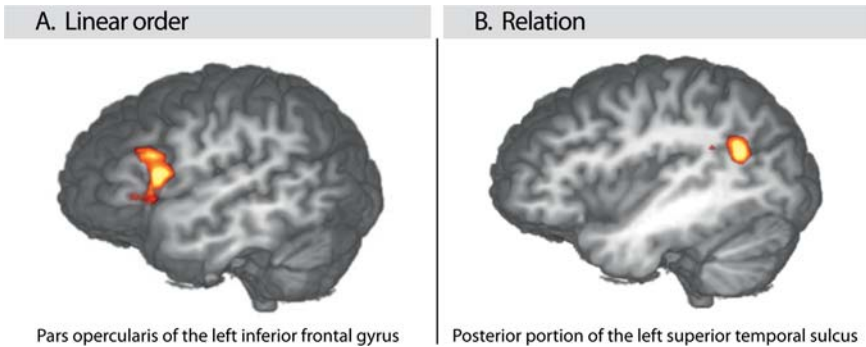 A. Linear order
B. Relation
Pars opercularis of the left inferior frontal gyrus
Posterior portion of the left superior temporal sulcus